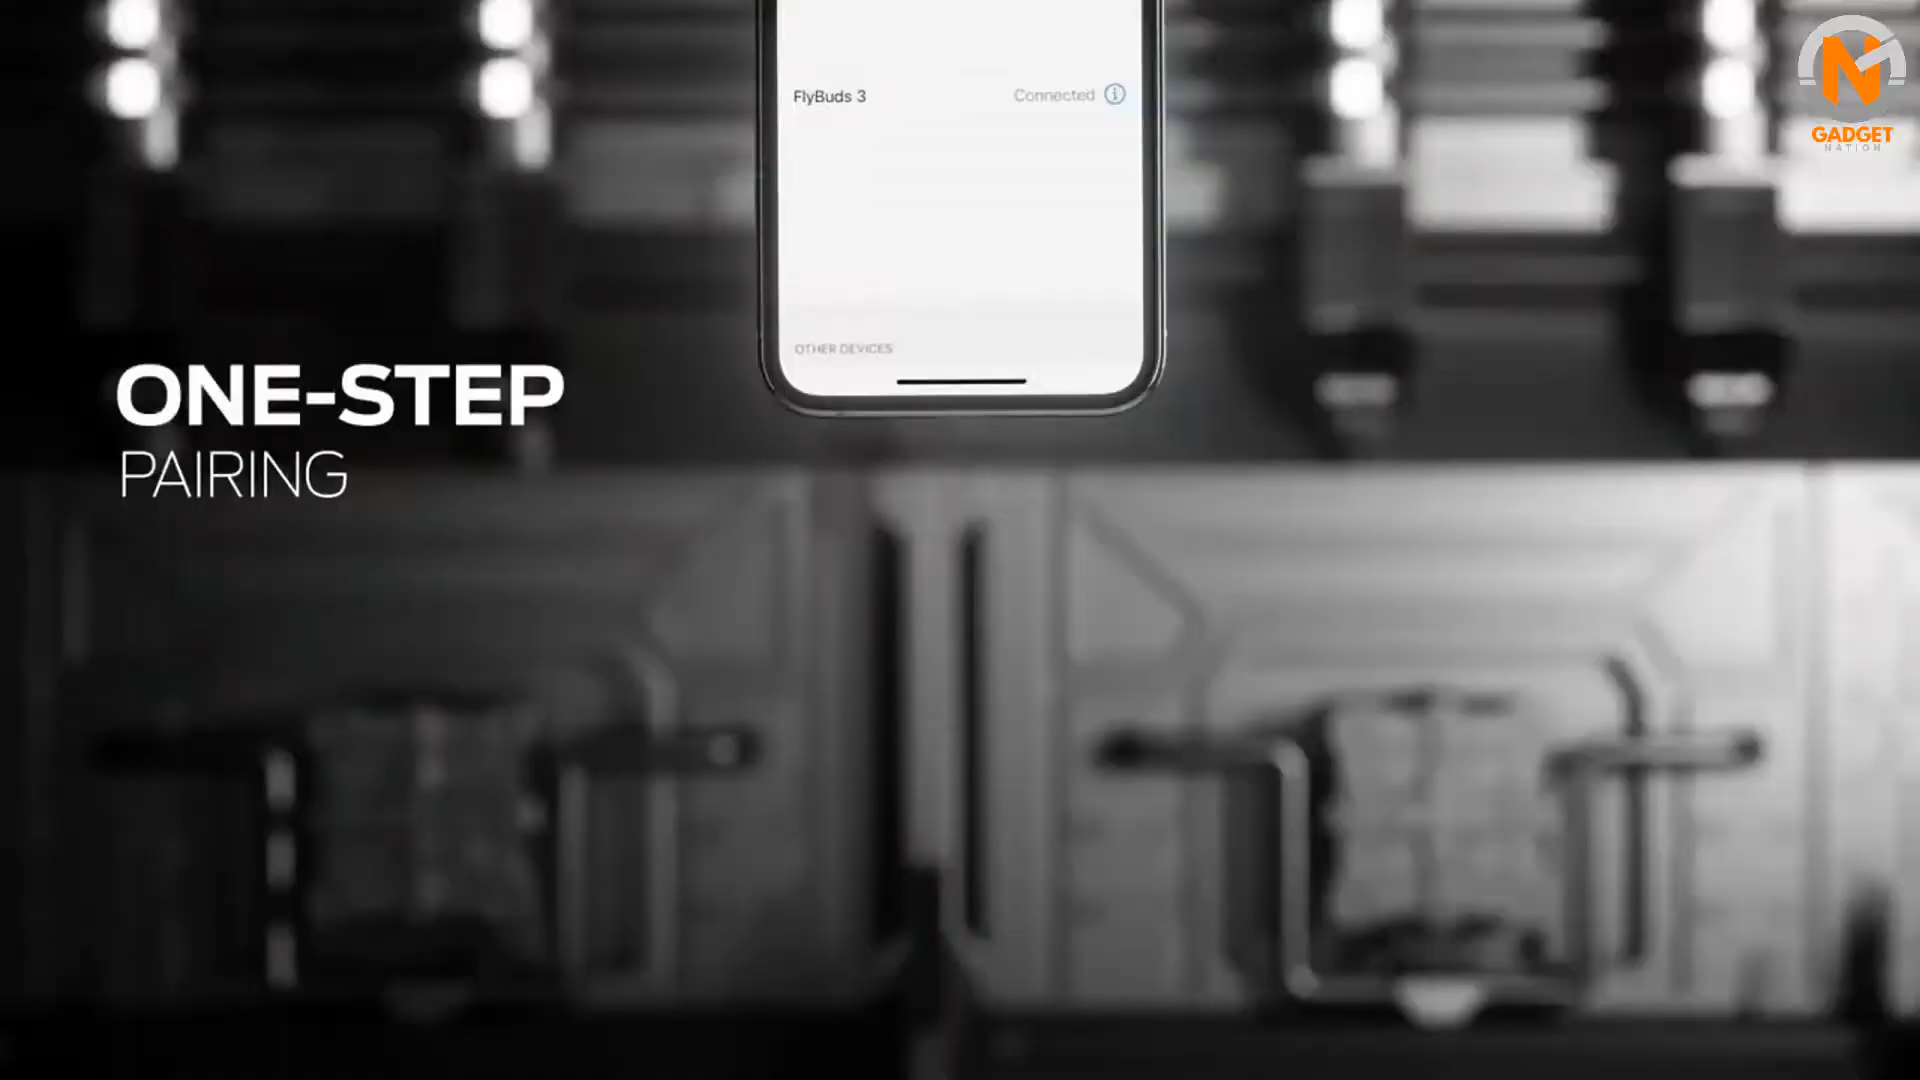 FlyBuds 3 Connected
OTHER DEVICES
ONE-STEP
PAIRING
GADGET
NATION